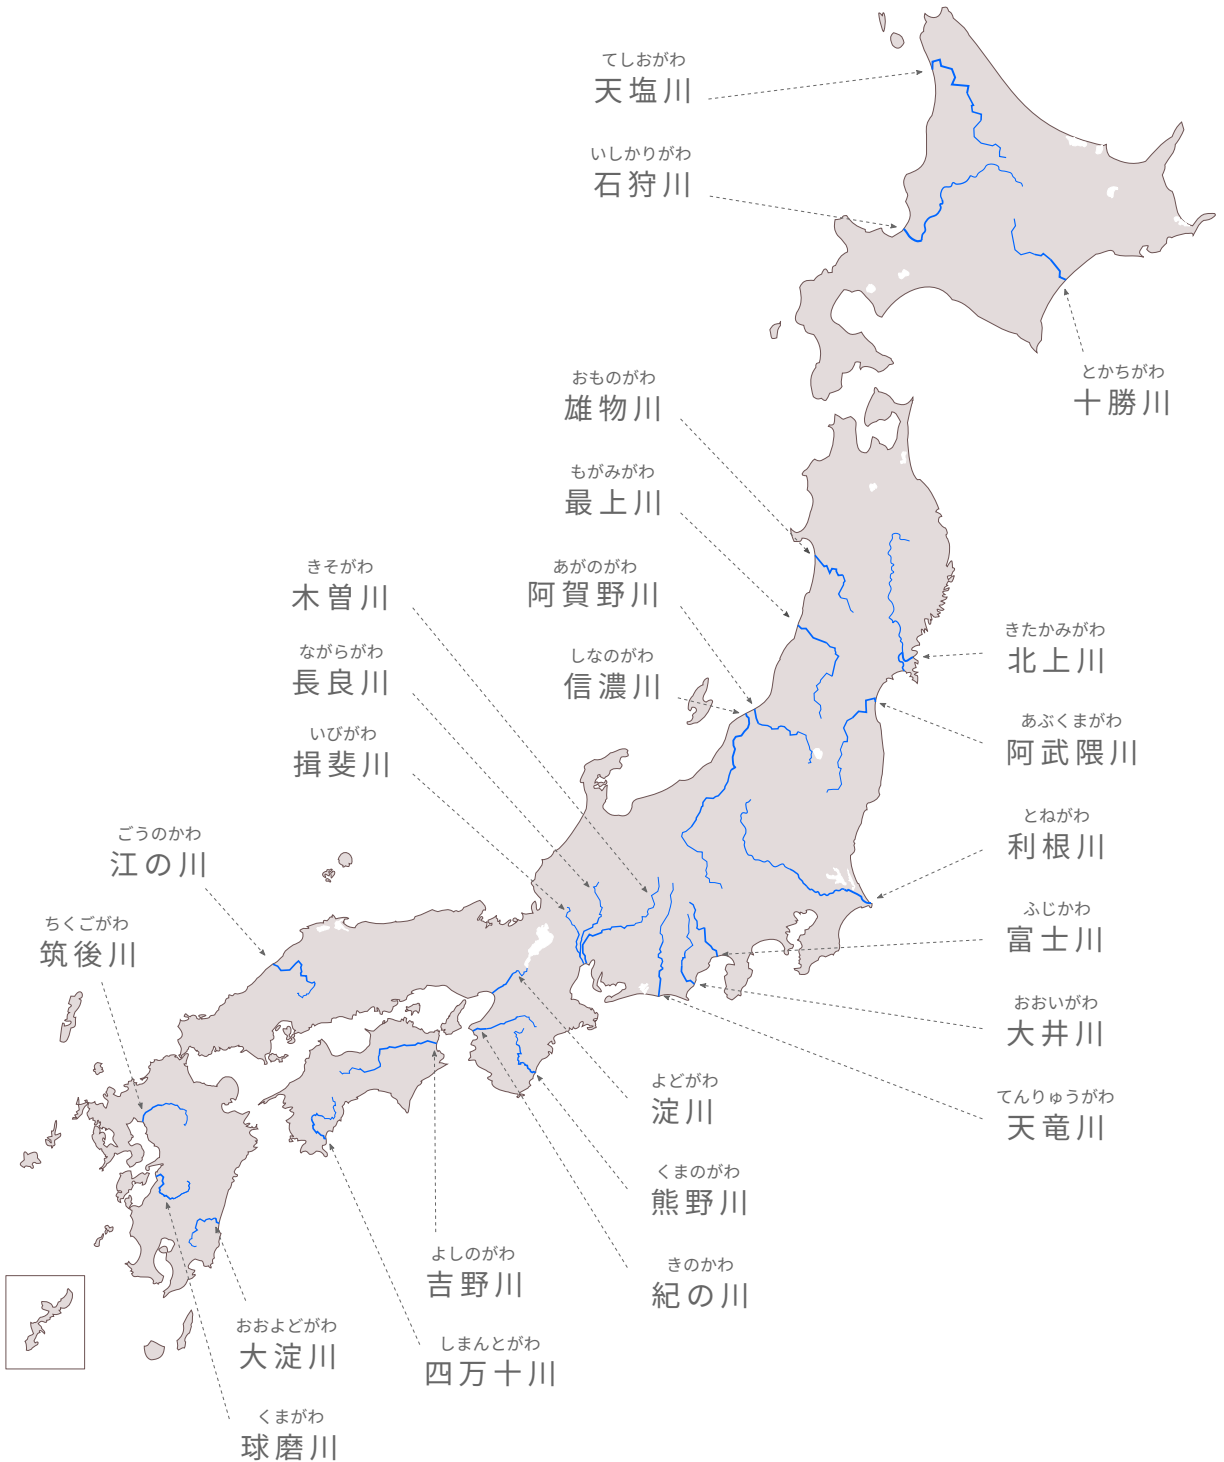 てしおがわ
天塩川
いしかりがわ
石狩川
とかちがわ
十勝川
おものがわ
雄物川
もがみがわ
最上川
きそがわ
木曽川
あがのがわ
阿賀野川
ながらがわ
長良川
しなのがわ
信濃川
きたかみがわ
北上川
いびがわ
揖斐川
あぶくまがわ
阿武隈川
ごうのかわ
江の川
とねがわ
利根川
ちくごがわ
筑後川
ふじかわ
富士川
おおいがわ
大井川
よどがわ
淀川
てんりゅうがわ
天竜川
くまのがわ
熊野川
よしのがわ
吉野川
きのかわ
紀の川
おおよどがわ
大淀川
しまんとがわ
四万十川
くまがわ
球磨川